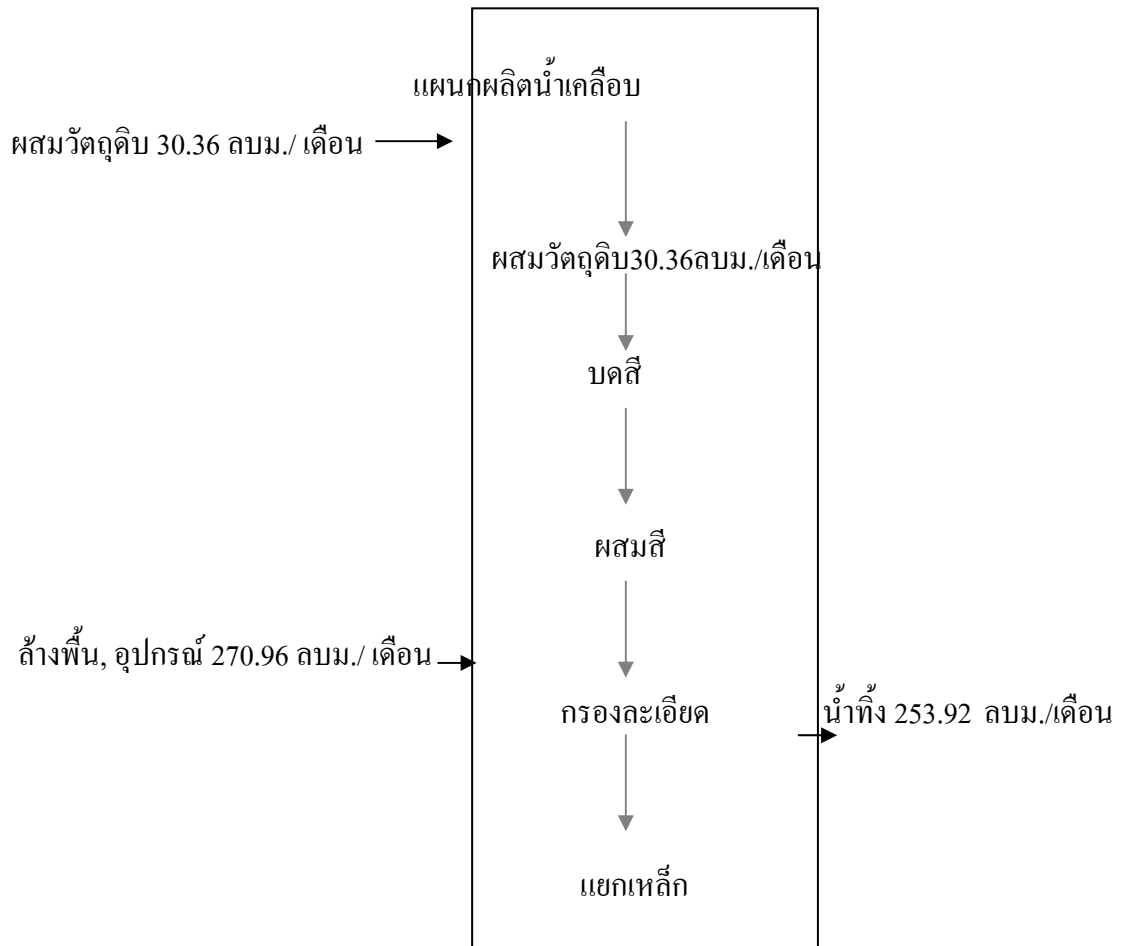 แผนกผลิตน้ำเคลือบ
ผสมวัตถุดิบ 30.36 ลบม./ เดือน
ผสมวัตถุดิบ30.36ลบม./เดือน
บดสี
ผสมสี
ล้างพื้น, อุปกรณ์ 270.96 ลบม./ เดือน
กรองละเอียด
น้ำทิ้ง 253.92 ลบม./เดือน
แยกเหล็ก